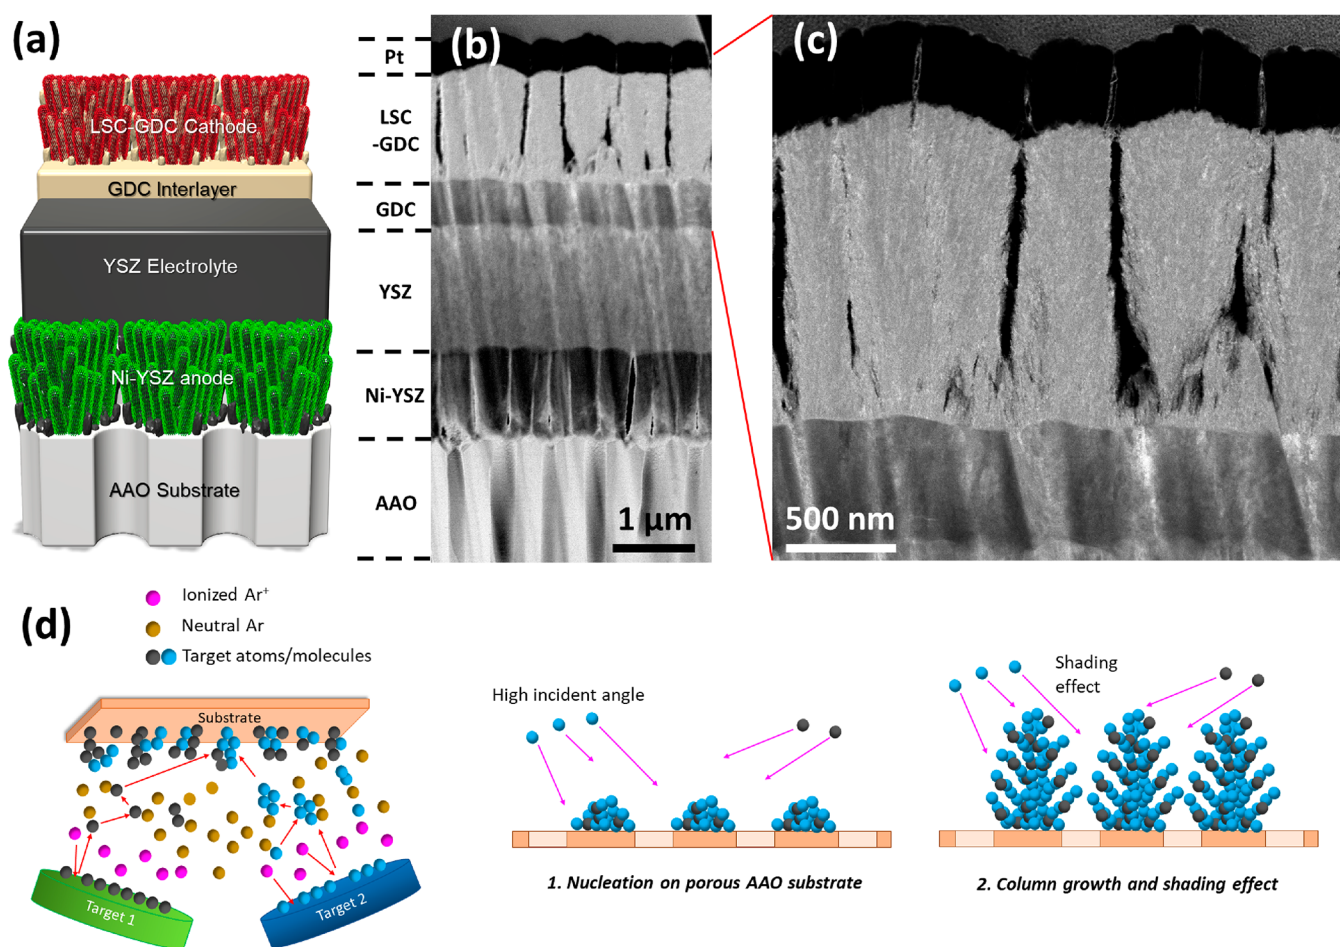 (a)
LSC-GDC Cathode
GDC Interlayer
YSZ Electrolyte
Ni-YSZ anode
AAO Substrate
Pt
LSC
-GDC
GDC
YSZ
Ni-YSZ
AAO
(b)
1 μm
(c)
500 nm
(d)
Ionized Ar⁺
Neutral Ar
Target atoms/molecules
Substrate
Target 1
Target 2
High incident angle
1. Nucleation on porous AAO substrate
Shading
effect
2. Column growth and shading effect